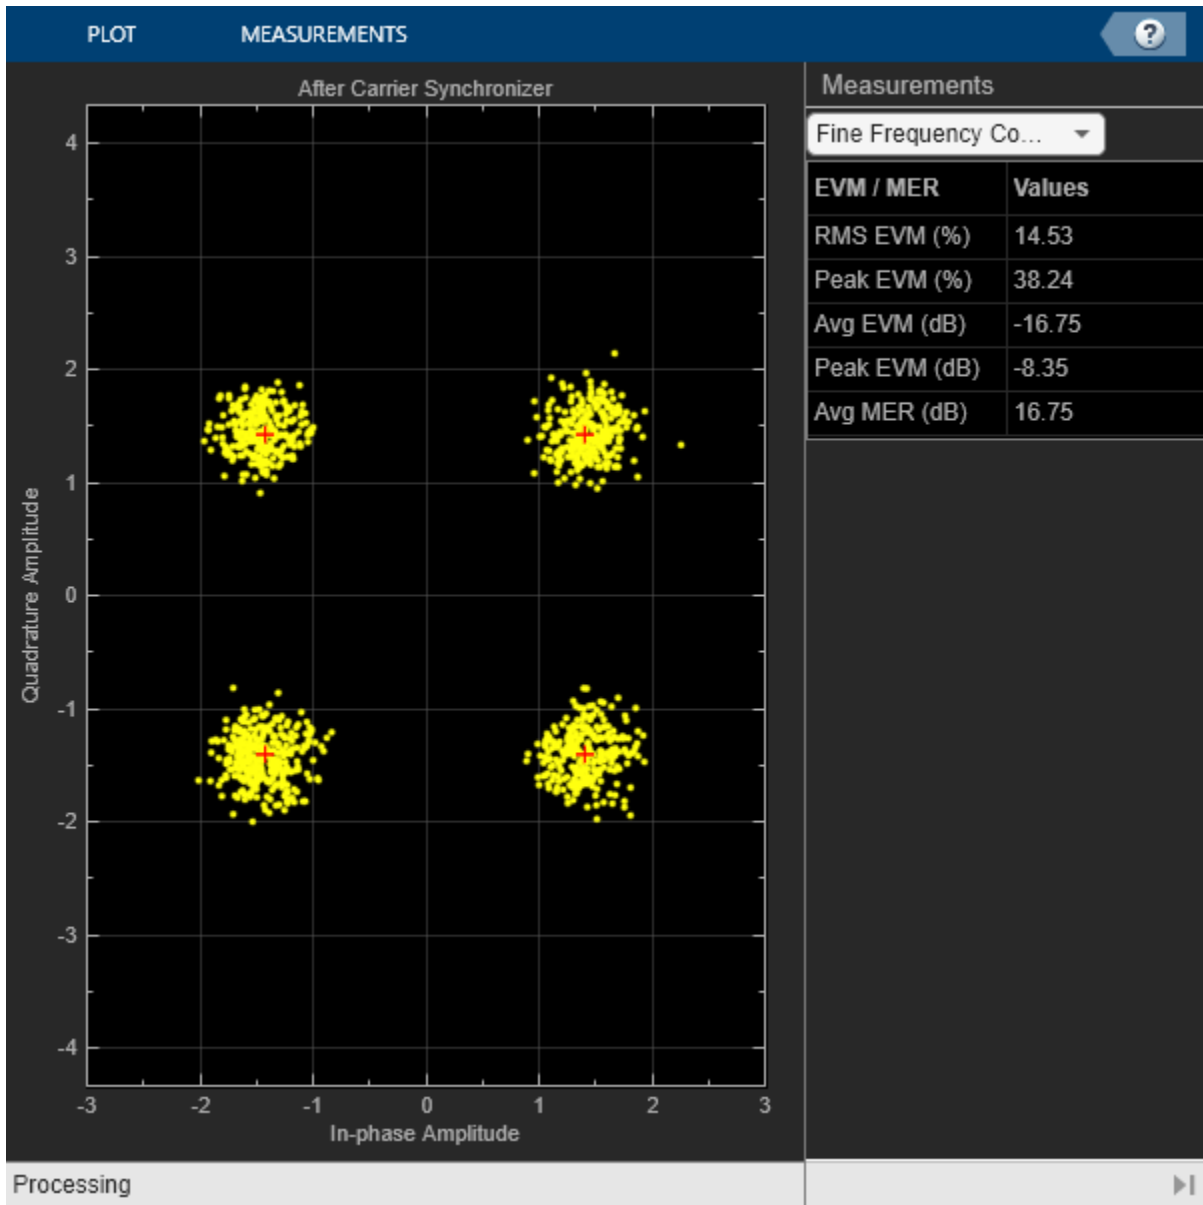 PLOT MEASUREMENTS ?
After Carrier Synchronizer
4
3
2
1
0
-1
-2
-3
-4
Quadrature Amplitude
-3 -2 -1 0 1 2 3
In-phase Amplitude
Measurements
Fine Frequency Co...
EVM / MER Values
RMS EVM (%) 14.53
Peak EVM (%) 38.24
Avg EVM (dB) -16.75
Peak EVM (dB) -8.35
Avg MER (dB) 16.75
Processing